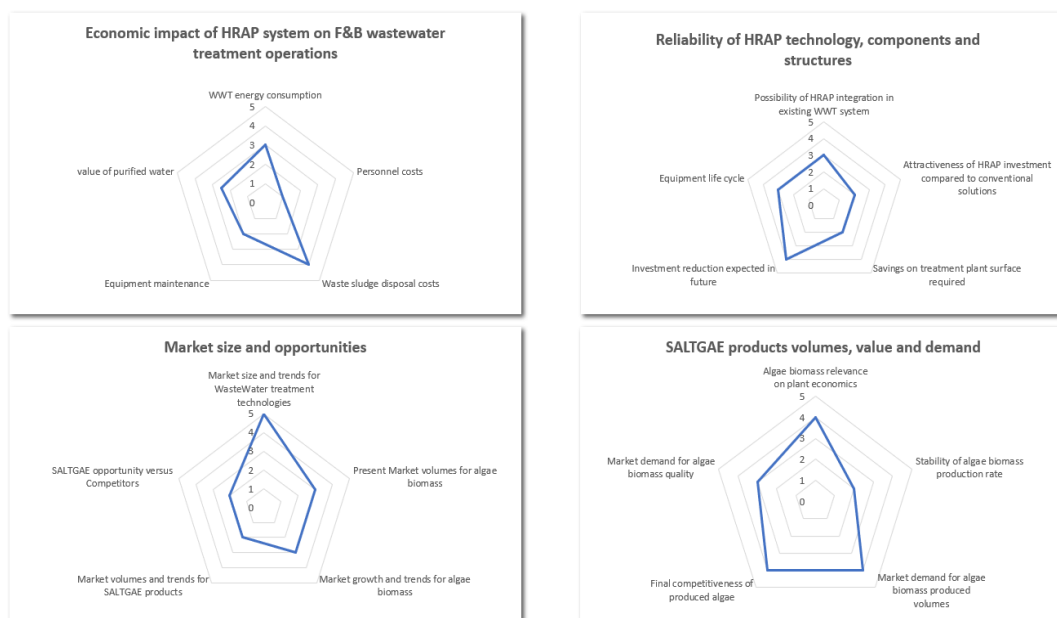 Economic impact of HRAP system on F&B wastewater
treatment operations
WWT energy consumption
5
4
3
2
1
0
value of purified water
Personnel costs
Equipment maintenance
Waste sludge disposal costs
Reliability of HRAP technology, components and
structures
Possibility of HRAP integration in
existing WWT system
5
4
3
2
1
0
Equipment life cycle
Attractiveness of HRAP investment
compared to conventional
solutions
Investment reduction expected in
future
Savings on treatment plant surface
required
Market size and opportunities
Market size and trends for
WasteWater treatment
technologies
5
4
3
2
1
0
SALTGAE opportunity versus
Competitors
Present Market volumes for algae
biomass
Market volumes and trends for
SALTGAE products
Market growth and trends for algae
biomass
SALTGAE products volumes, value and demand
Algae biomass relevance
on plant economics
5
4
3
2
1
0
Market demand for algae
biomass quality
Stability of algae biomass
production rate
Final competitiveness of
produced algae
Market demand for algae
biomass produced
volumes